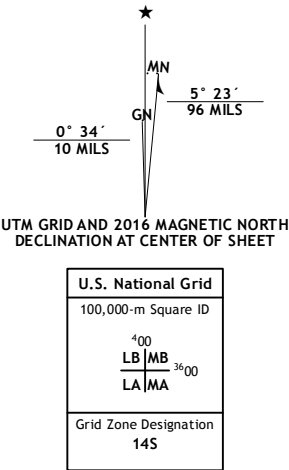 ★
MN
5° 23´
96 MILS
GN
0° 34´
10 MILS
UTM GRID AND 2016 MAGNETIC NORTH
DECLINATION AT CENTER OF SHEET
U.S. National Grid
100,000-m Square ID
⁴00
LB MB
³⁶00
LA MA
Grid Zone Designation
14S